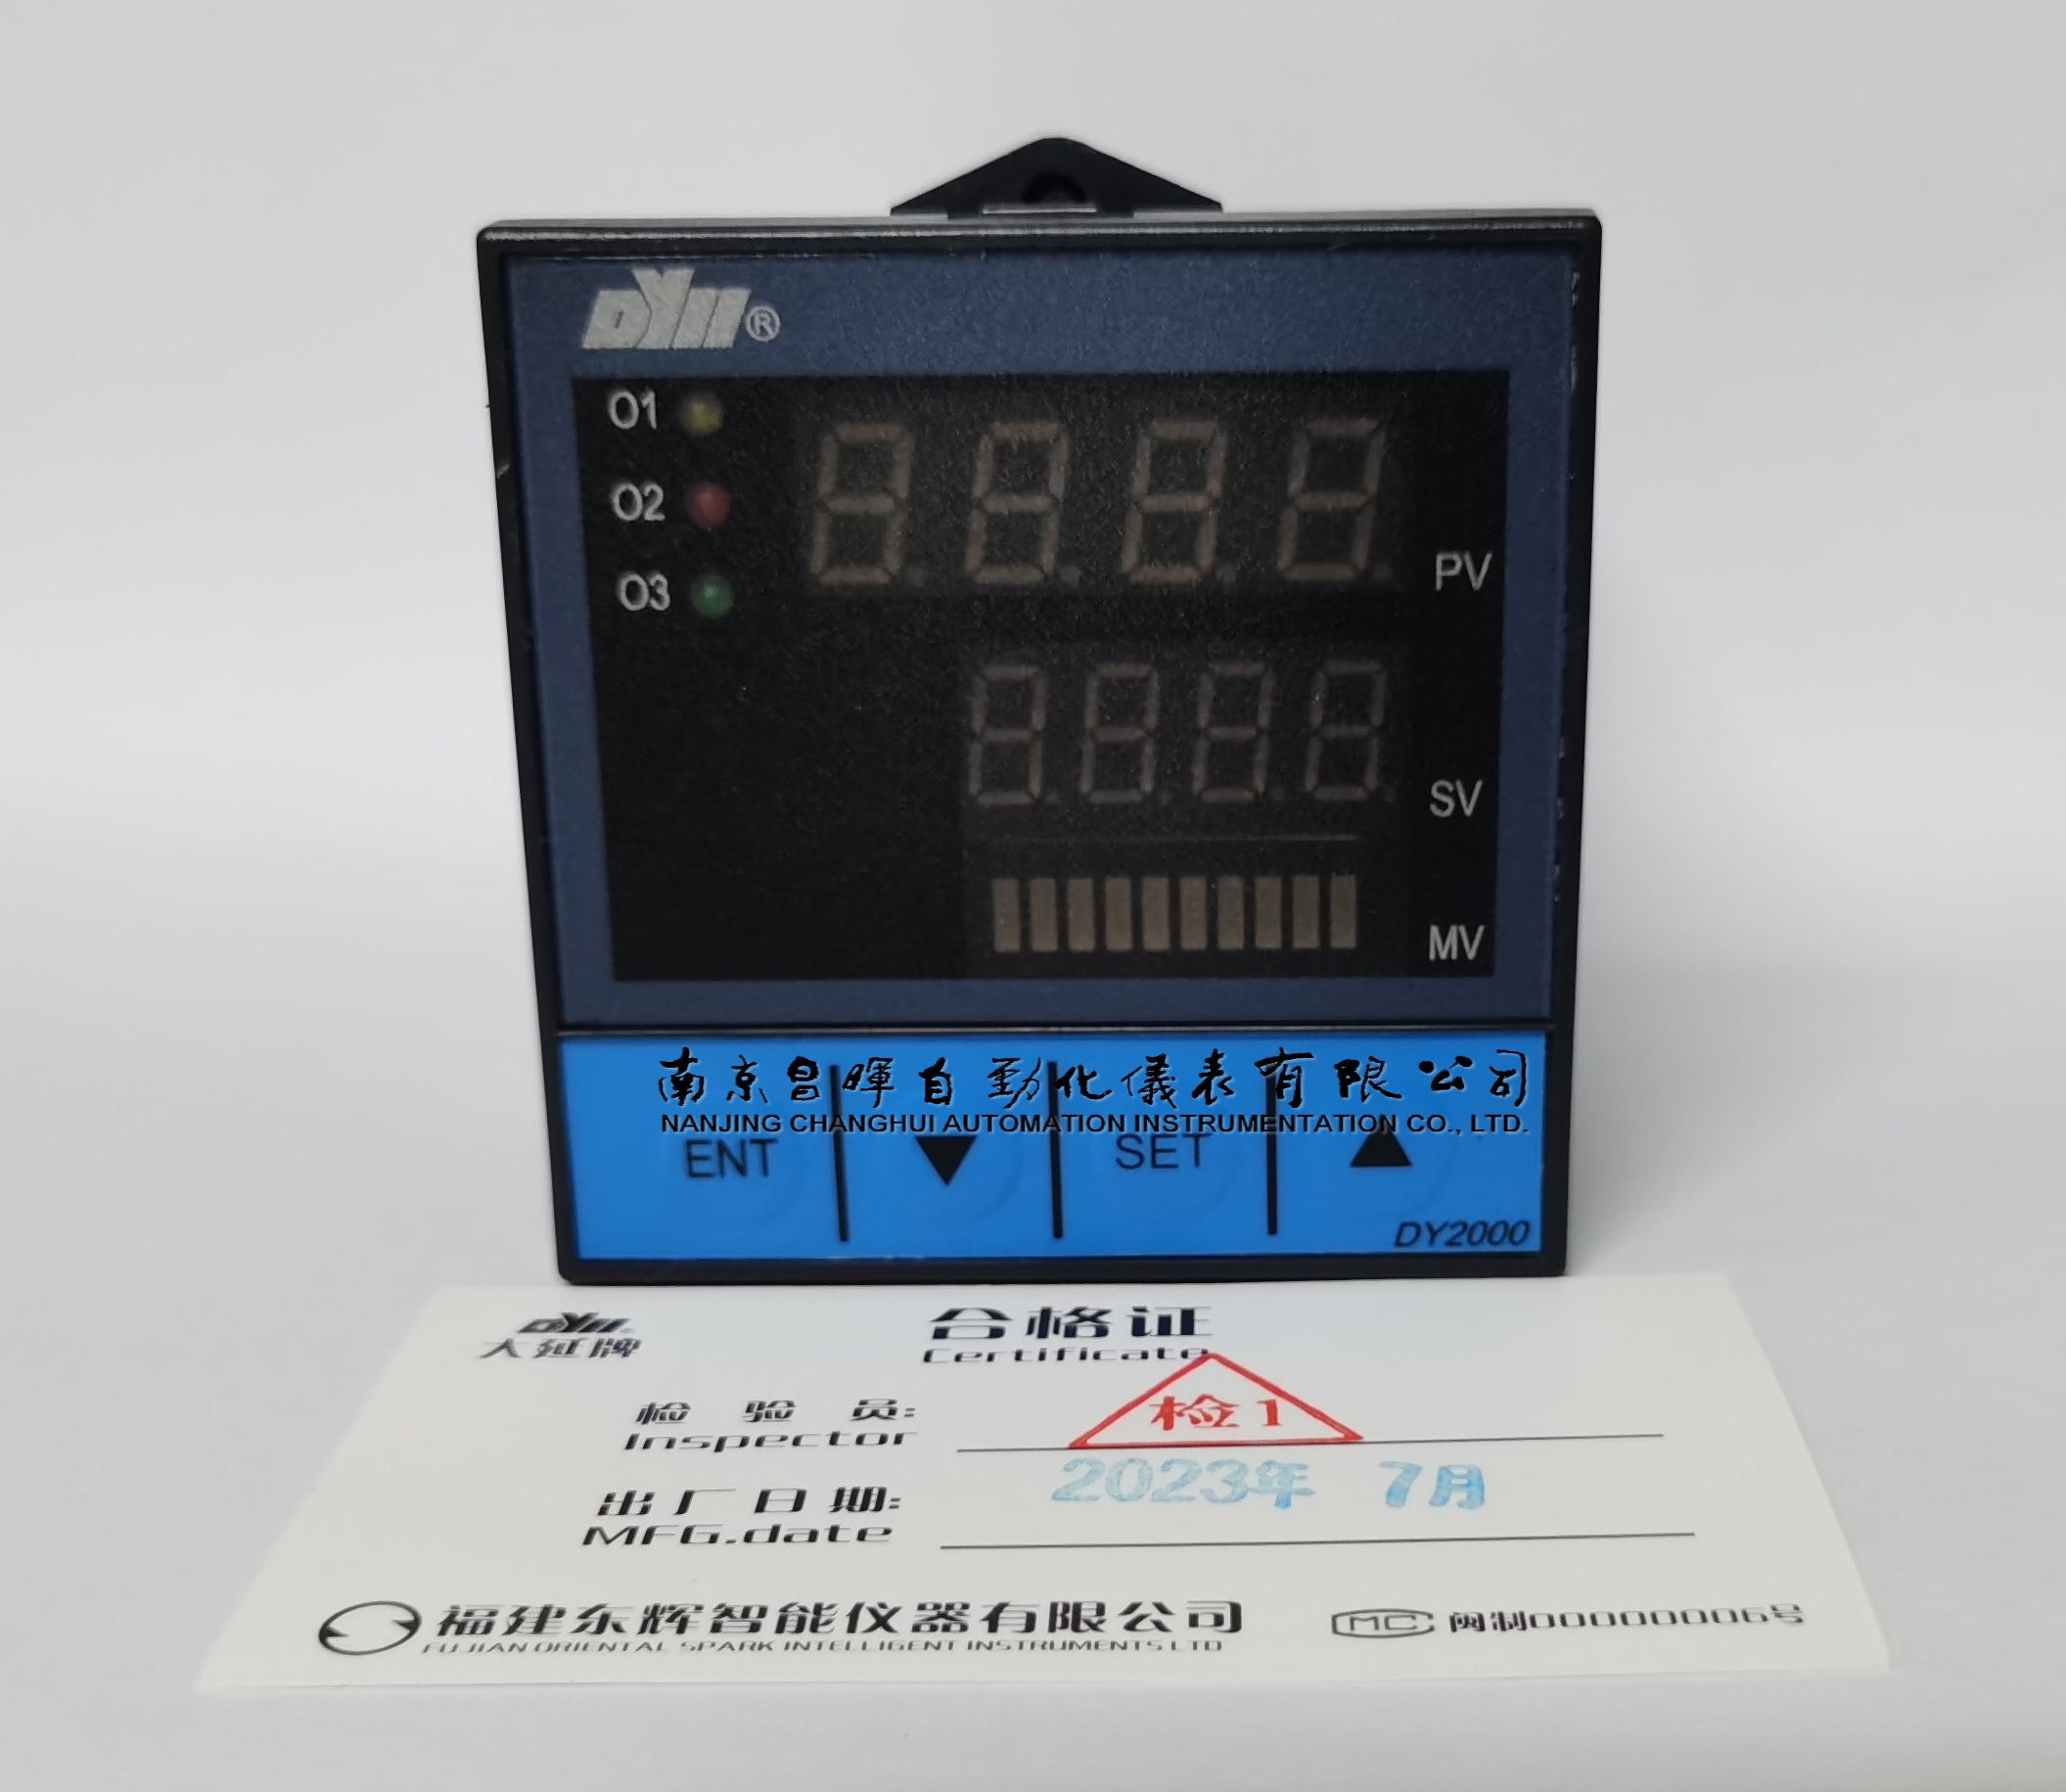 DYII®
O1
O2
O3
PV
SV
MV
南京昌暉自動化儀表有限公司
NANJING CHANGHUI AUTOMATION INSTRUMENTATION CO., LTD.
ENT ▼ SET ▲
DY2000
DYII®
大延牌
合格证
Certificate
检验员:
Inspector
检1
出厂日期:
MFG.date
2023年 7月
福建东辉智能仪器有限公司
FUJIAN ORIENTAL SPARK INTELLIGENT INSTRUMENTS LTD
MC 闽制00000006号